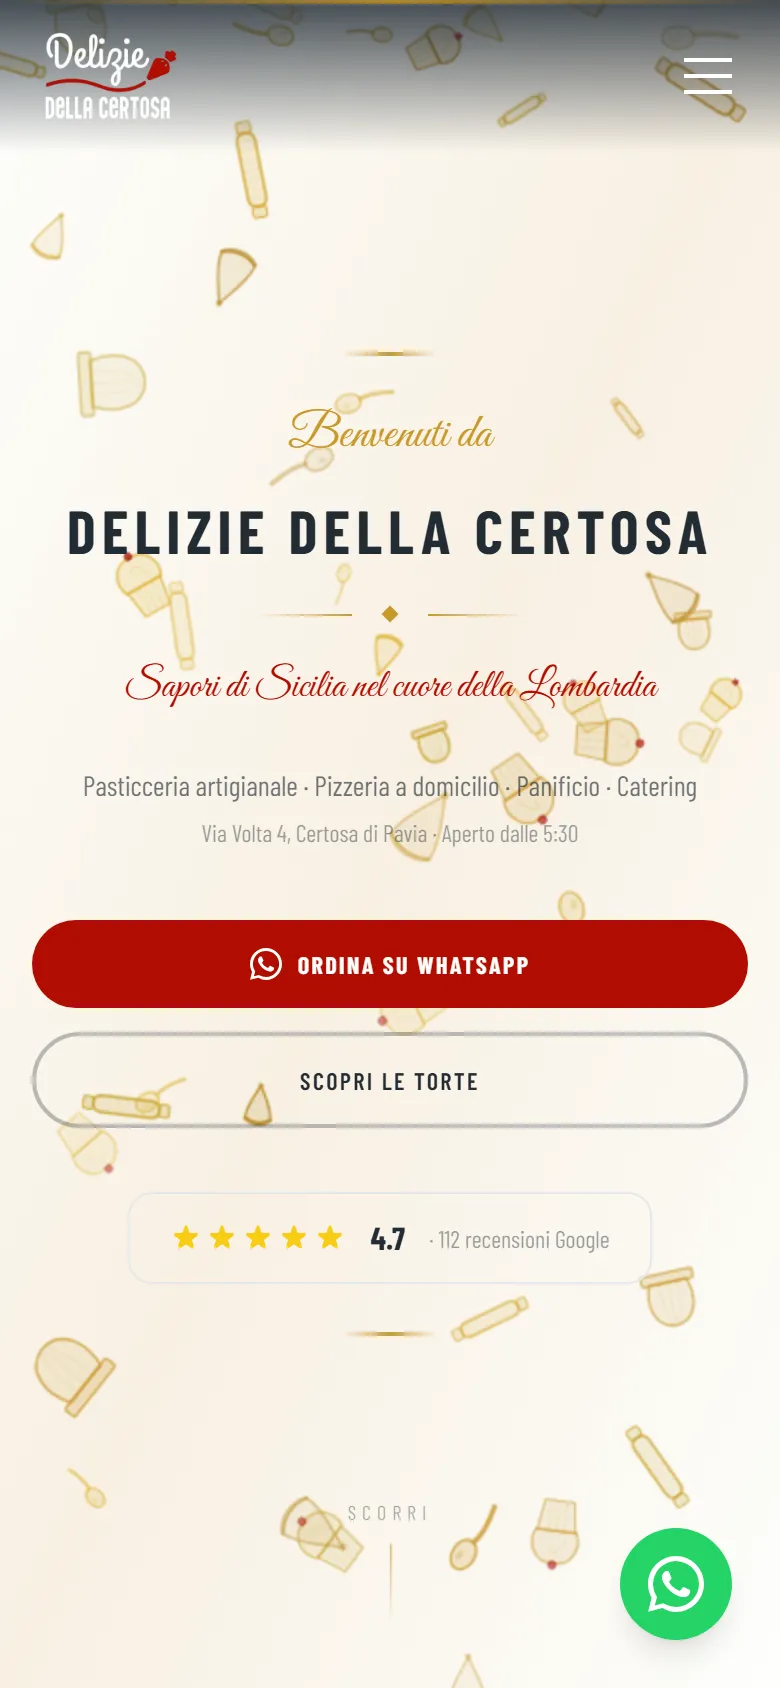 Delizie
DELLA CERTOSA
Benvenuti da
DELIZIE DELLA CERTOSA
Sapori di Sicilia nel cuore della Lombardia
Pasticceria artigianale · Pizzeria a domicilio · Panificio · Catering
Via Volta 4, Certosa di Pavia · Aperto dalle 5:30
ORDINA SU WHATSAPP
SCOPRI LE TORTE
4.7 · 112 recensioni Google
SCORRI